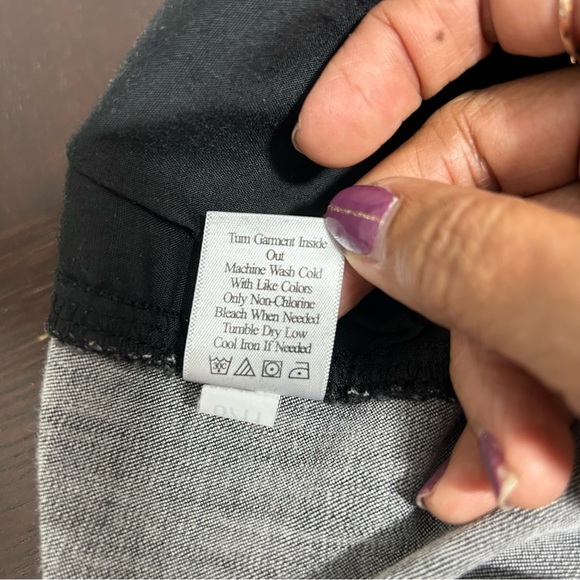 Turn Garment Inside
Out
Machine Wash Cold
With Like Colors
Only Non-Chlorine
Bleach When Needed
Tumble Dry Low
Cool Iron If Needed